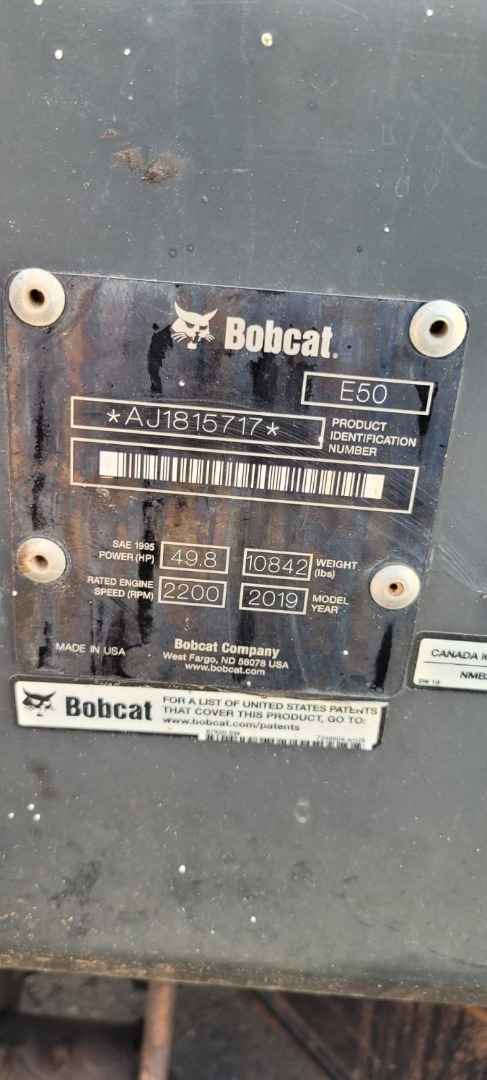 Bobcat.
E50
*AJ1815717*
PRODUCT
IDENTIFICATION
NUMBER
SAE 1995
POWER (HP)
49.8
10842
WEIGHT
(lbs)
RATED ENGINE
SPEED (RPM)
2200
2019
MODEL
YEAR
MADE IN USA
Bobcat Company
West Fargo, ND 58078 USA
www.bobcat.com
CANADA
NMB
Bobcat
FOR A LIST OF UNITED STATES PATENTS
THAT COVER THIS PRODUCT, GO TO:
www.bobcat.com/patents